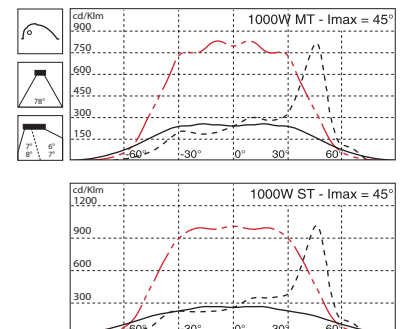 cd/Klm
1000W MT - Imax = 45°
900
750
600
450
300
150
-60° -30° 0° 30° 60°
78°
7° 6°
8° 7°
cd/Klm
1000W ST - Imax = 45°
1200
900
600
300
-60° -30° 0° 30° 60°